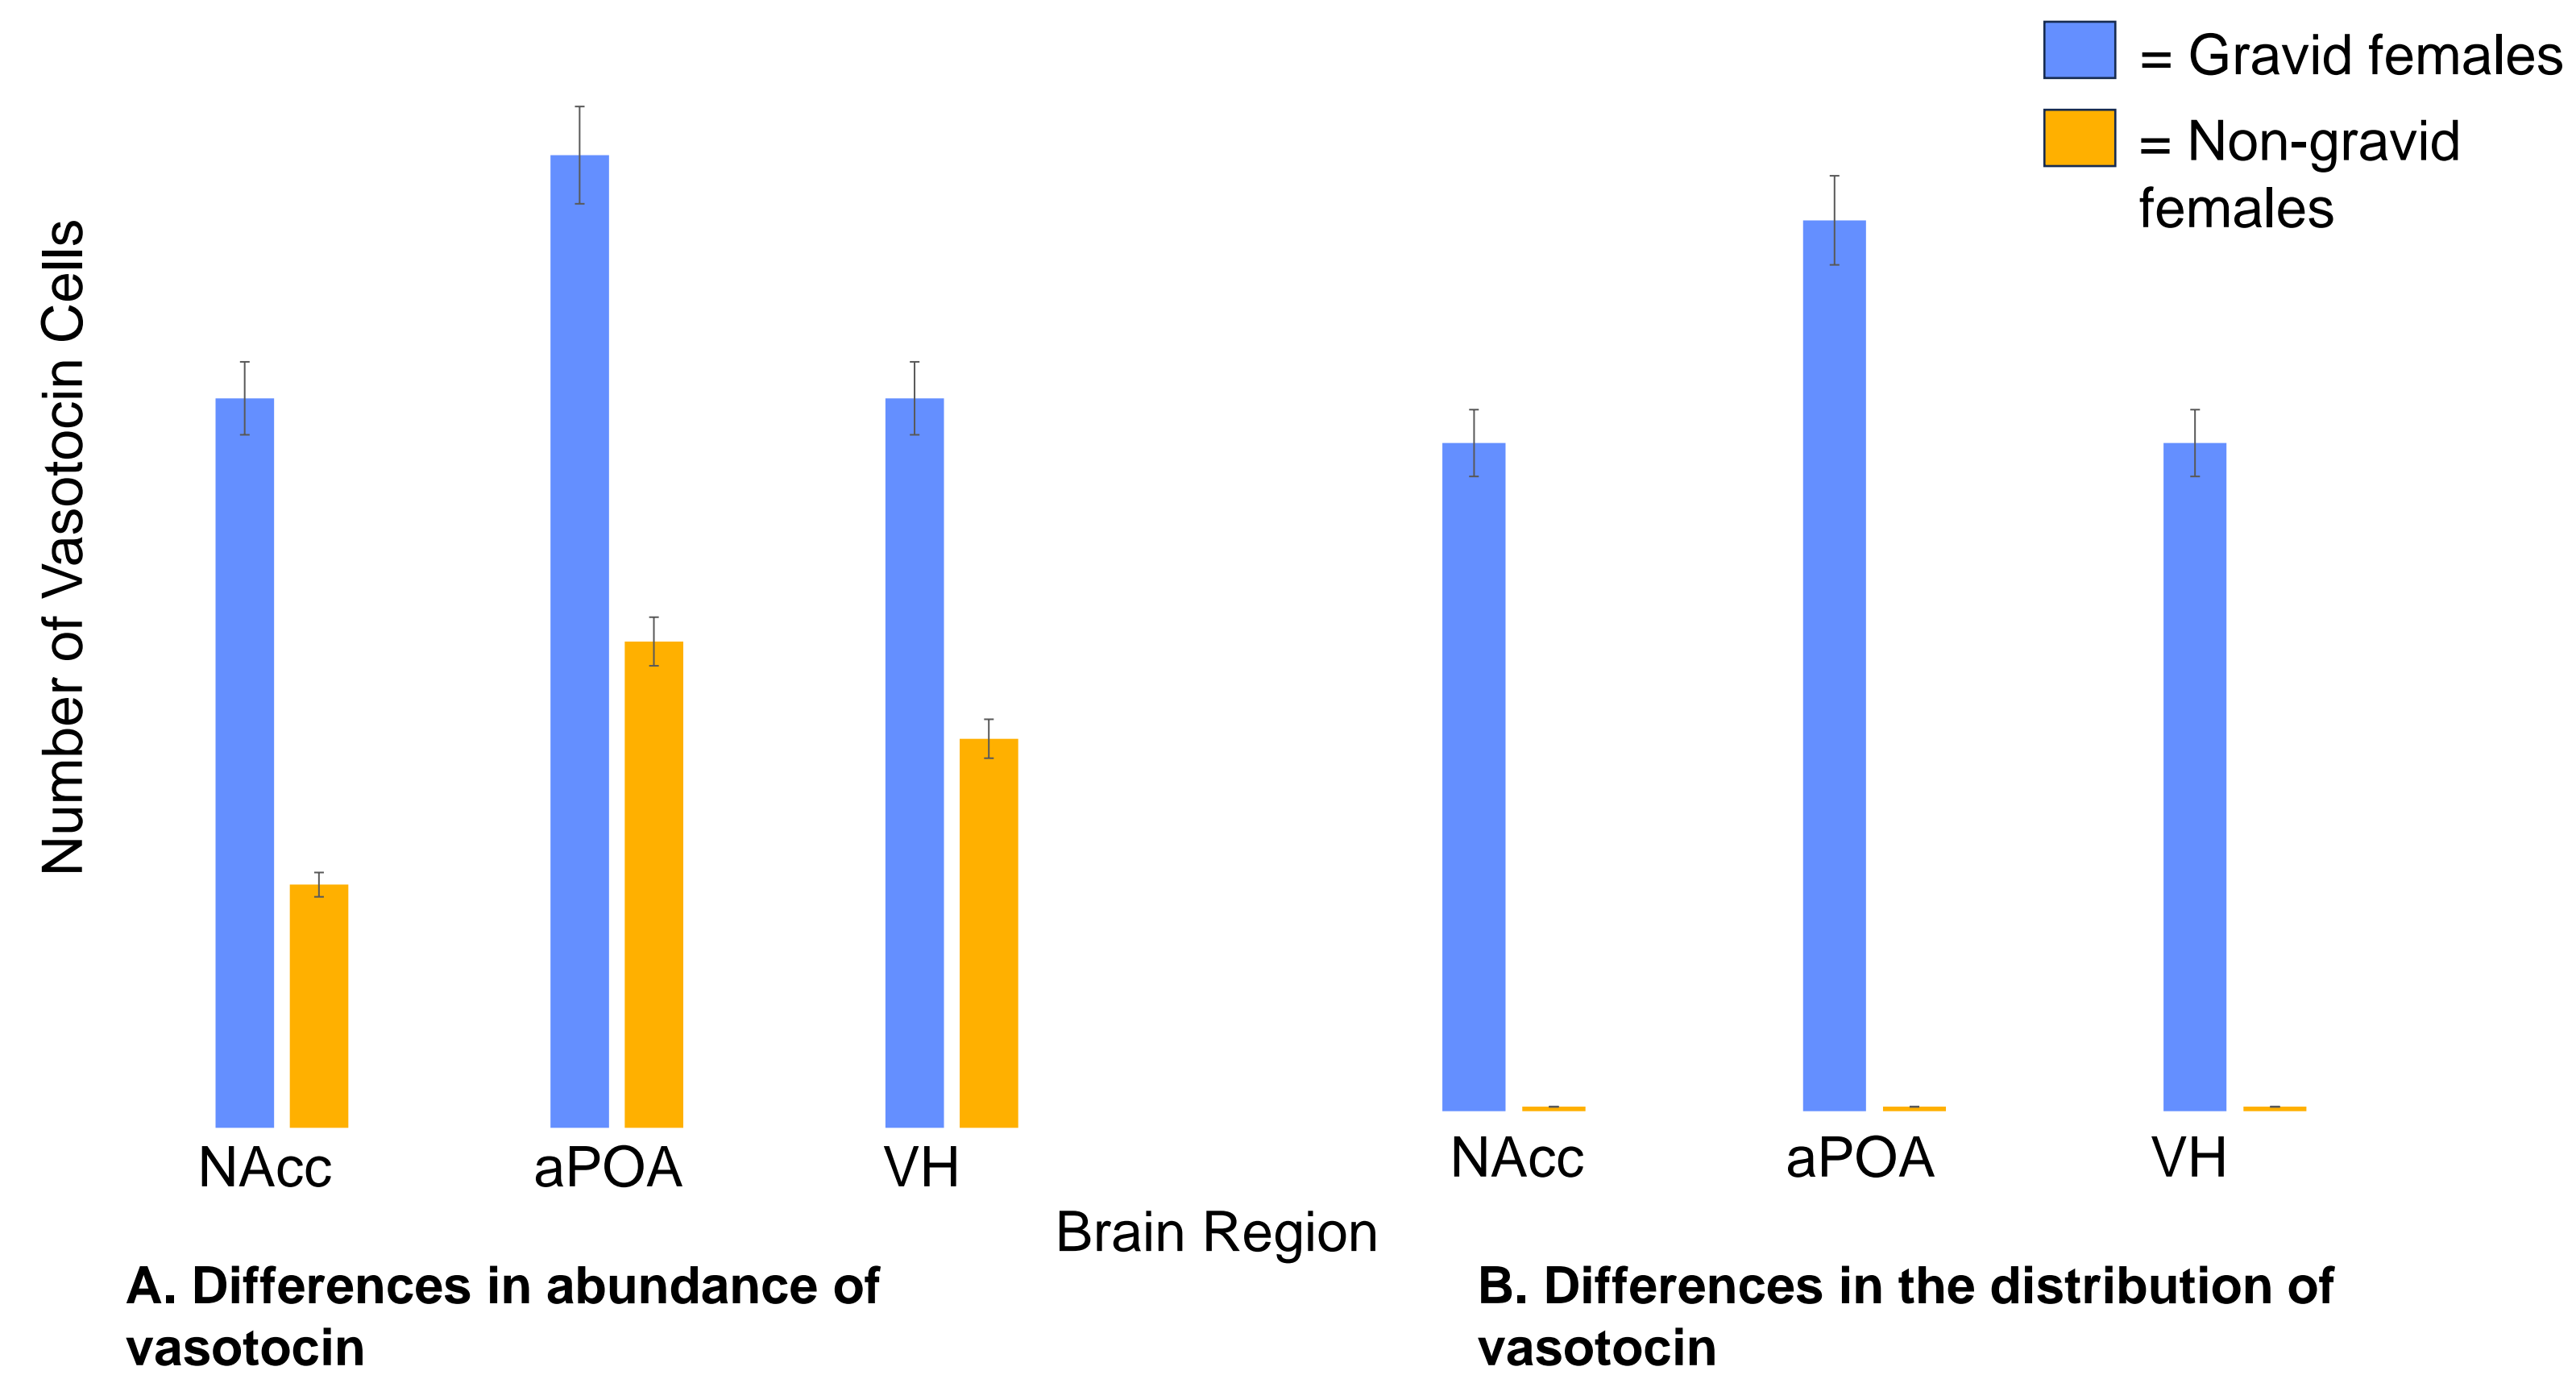 = Gravid females
= Non-gravid
females
Number of Vasotocin Cells
NAcc
aPOA
VH
NAcc
aPOA
VH
Brain Region
A. Differences in abundance of
vasotocin
B. Differences in the distribution of
vasotocin